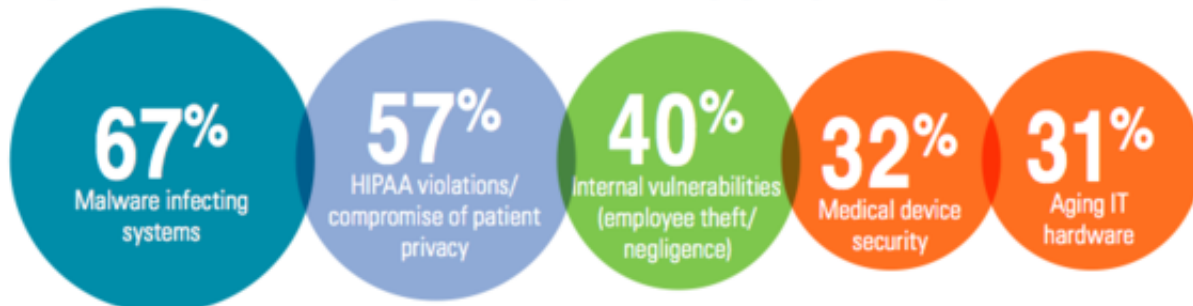 67%
Malware infecting
systems
57%
HIPAA violations/
compromise of patient
privacy
40%
Internal vulnerabilities
(employee theft/
negligence)
32%
Medical device
security
31%
Aging IT
hardware